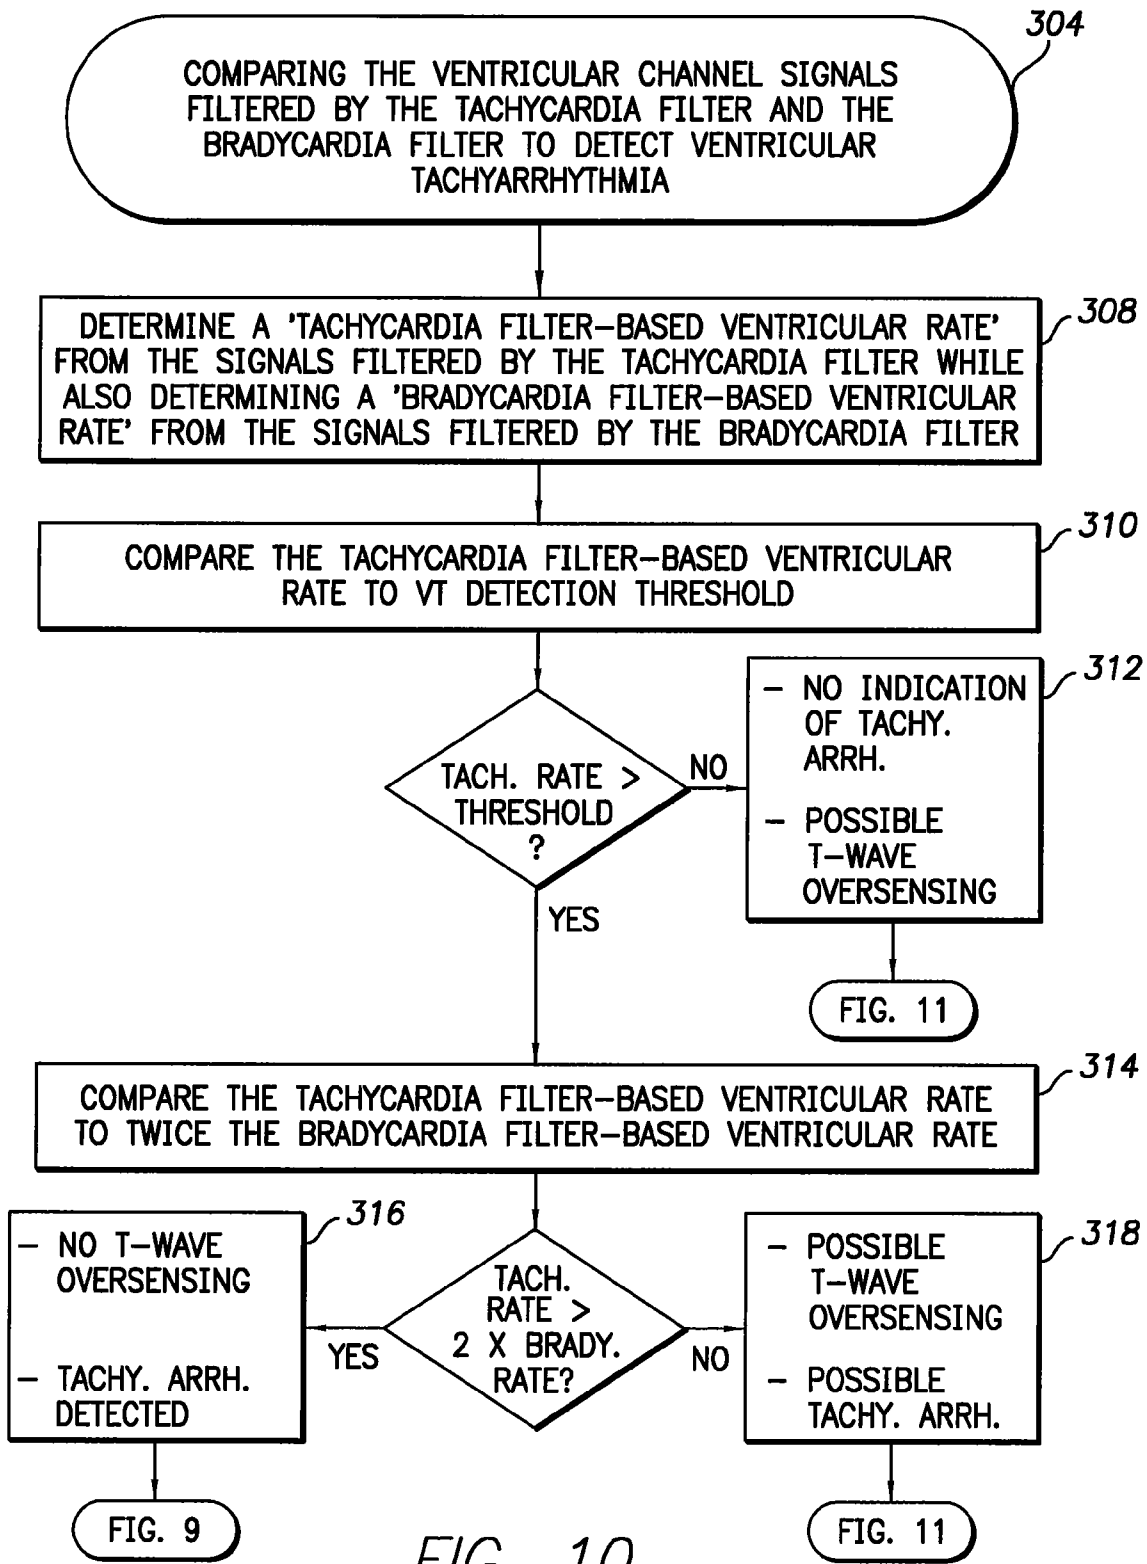 304
COMPARING THE VENTRICULAR CHANNEL SIGNALS
FILTERED BY THE TACHYCARDIA FILTER AND THE
BRADYCARDIA FILTER TO DETECT VENTRICULAR
TACHYARRHYTHMIA
308
DETERMINE A 'TACHYCARDIA FILTER-BASED VENTRICULAR RATE'
FROM THE SIGNALS FILTERED BY THE TACHYCARDIA FILTER WHILE
ALSO DETERMINING A 'BRADYCARDIA FILTER-BASED VENTRICULAR
RATE' FROM THE SIGNALS FILTERED BY THE BRADYCARDIA FILTER
310
COMPARE THE TACHYCARDIA FILTER-BASED VENTRICULAR
RATE TO VT DETECTION THRESHOLD
312
TACH. RATE >
THRESHOLD
?
NO
YES
- NO INDICATION
OF TACHY.
ARRH.
- POSSIBLE
T-WAVE
OVERSENSING
FIG. 11
314
COMPARE THE TACHYCARDIA FILTER-BASED VENTRICULAR RATE
TO TWICE THE BRADYCARDIA FILTER-BASED VENTRICULAR RATE
316
- NO T-WAVE
OVERSENSING
- TACHY. ARRH.
DETECTED
FIG. 9
TACH.
RATE >
2 X BRADY.
RATE?
YES
NO
318
- POSSIBLE
T-WAVE
OVERSENSING
- POSSIBLE
TACHY. ARRH.
FIG. 11
FIG. 10